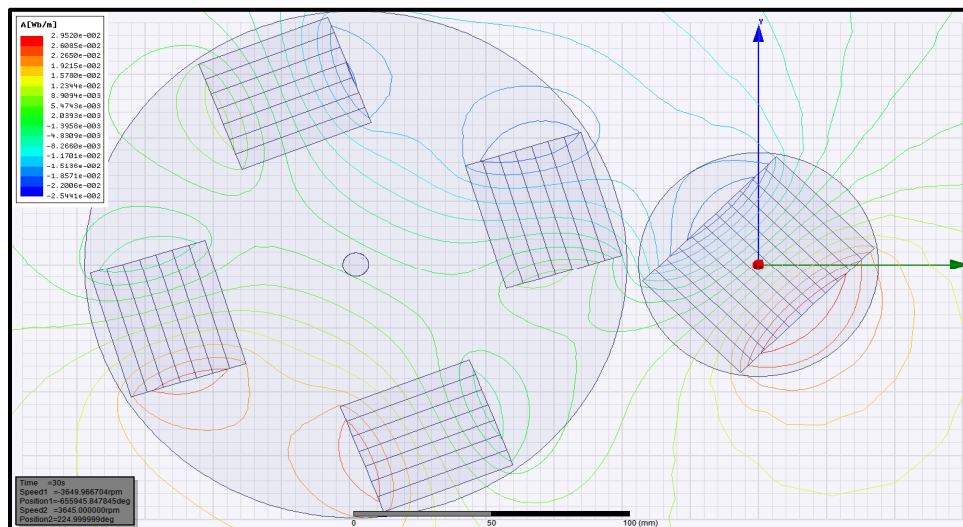 A[Wb/m]
2.9520e-002
2.6085e-002
2.2650e-002
1.9215e-002
1.5780e-002
1.2344e-002
8.9094e-003
5.4743e-003
2.0393e-003
-1.3958e-003
-4.8309e-003
-8.2660e-003
-1.1701e-002
-1.5136e-002
-1.8571e-002
-2.2006e-002
-2.5441e-002
Y
Time =30s
Speed1 =-3649.966704rpm
Position1=-655945.847845deg
Speed2 =3645.000000rpm
Position2=224.999999deg
0 50 100 (mm)